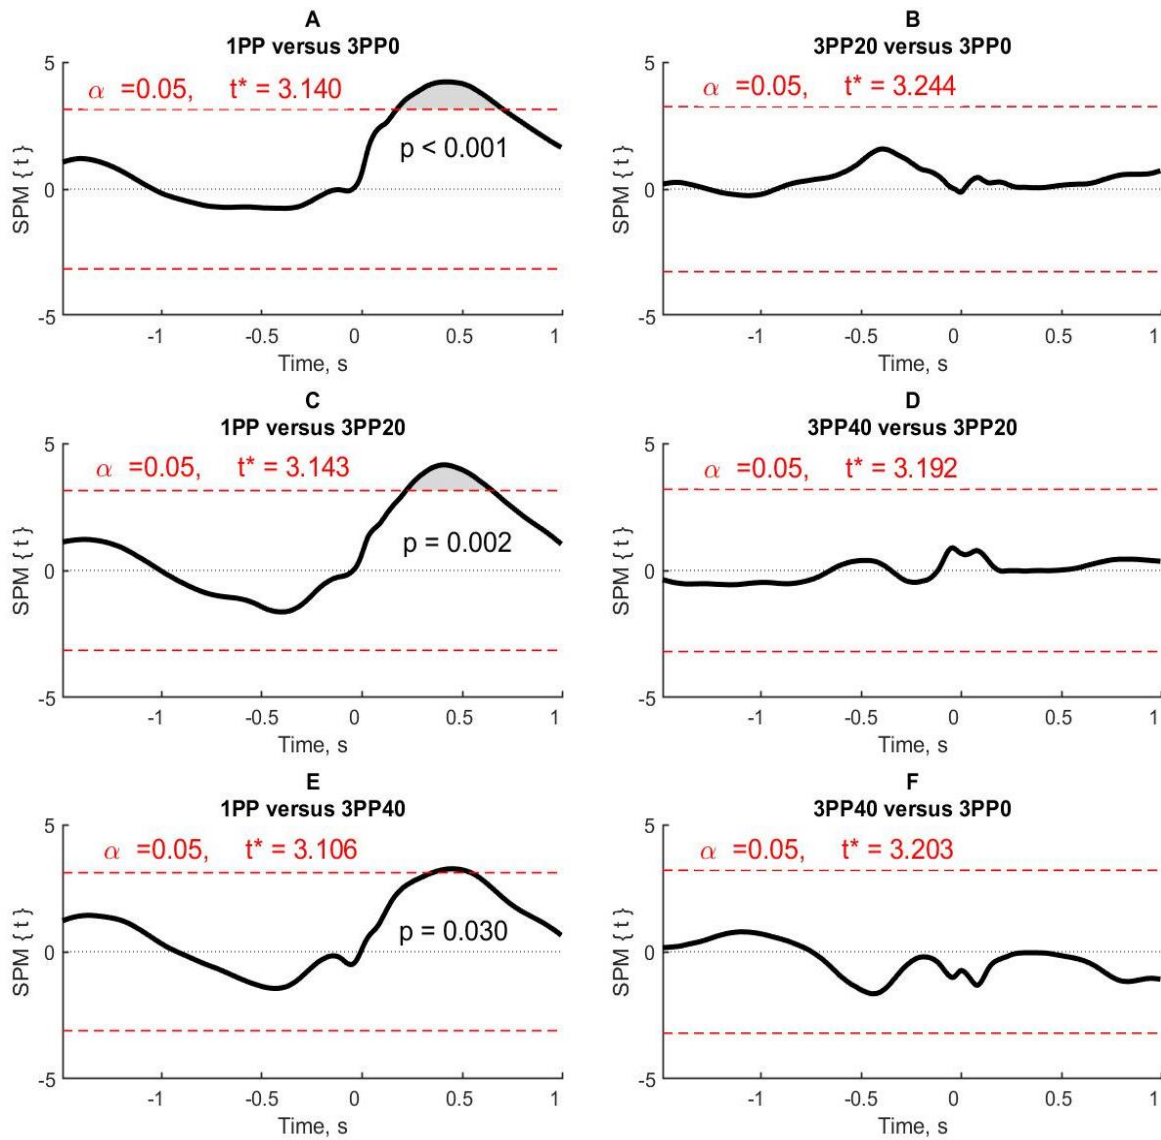 A
1PP versus 3PP0
5
α =0.05, t* = 3.140
p < 0.001
SPM { t }
0
-5
-1 -0.5 0 0.5 1
Time, s
B
3PP20 versus 3PP0
5
α =0.05, t* = 3.244
SPM { t }
0
-5
-1 -0.5 0 0.5 1
Time, s
C
1PP versus 3PP20
5
α =0.05, t* = 3.143
p = 0.002
SPM { t }
0
-5
-1 -0.5 0 0.5 1
Time, s
D
3PP40 versus 3PP20
5
α =0.05, t* = 3.192
SPM { t }
0
-5
-1 -0.5 0 0.5 1
Time, s
E
1PP versus 3PP40
5
α =0.05, t* = 3.106
p = 0.030
SPM { t }
0
-5
-1 -0.5 0 0.5 1
Time, s
F
3PP40 versus 3PP0
5
α =0.05, t* = 3.203
SPM { t }
0
-5
-1 -0.5 0 0.5 1
Time, s